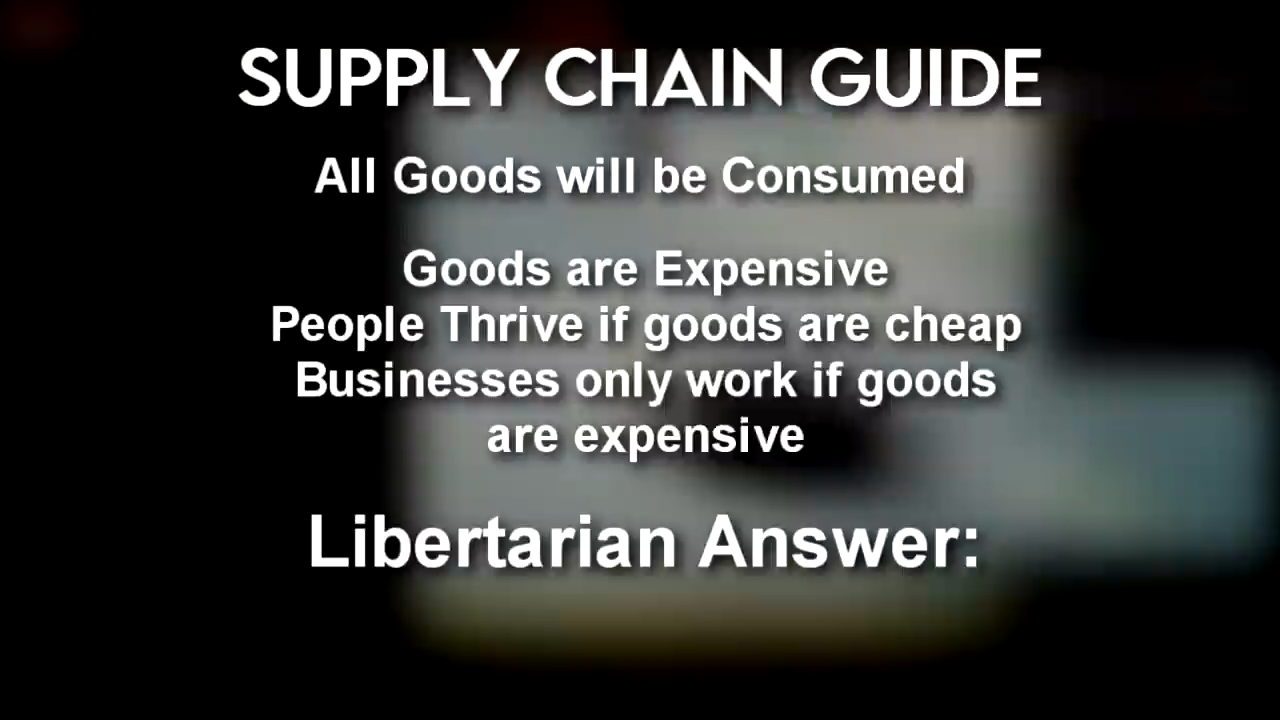 SUPPLY CHAIN GUIDE
All Goods will be Consumed
Goods are Expensive
People Thrive if goods are cheap
Businesses only work if goods
are expensive
Libertarian Answer: